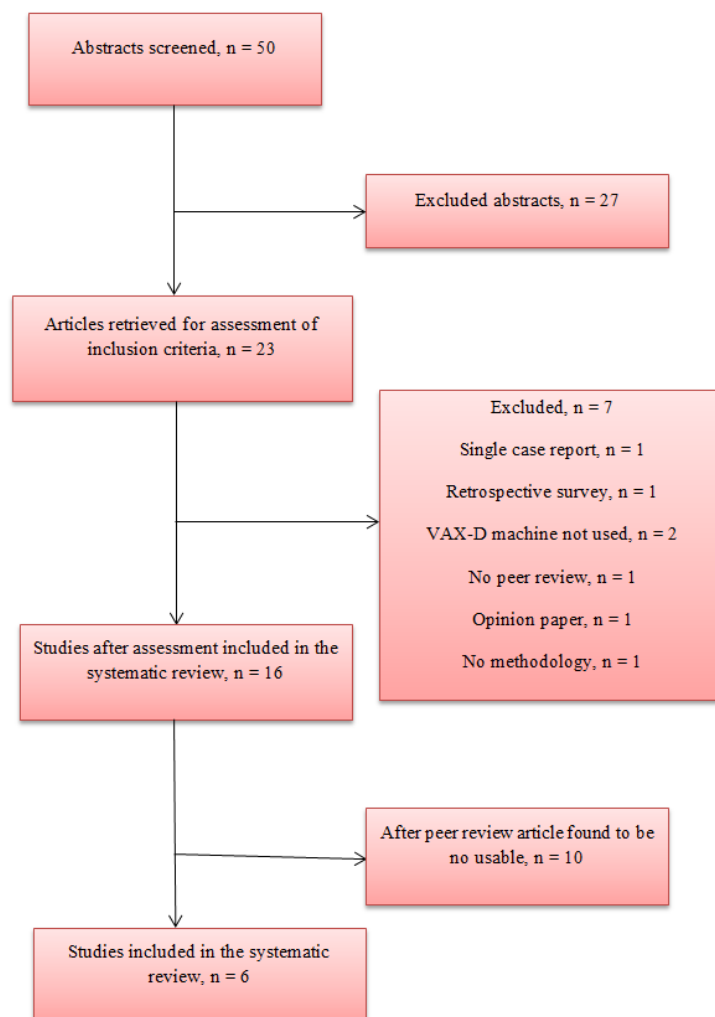 Abstracts screened, n = 50
Excluded abstracts, n = 27
Articles retrieved for assessment of
inclusion criteria, n = 23
Excluded, n = 7
Single case report, n = 1
Retrospective survey, n = 1
VAX-D machine not used, n = 2
No peer review, n = 1
Opinion paper, n = 1
No methodology, n = 1
Studies after assessment included in the
systematic review, n = 16
After peer review article found to be
no usable, n = 10
Studies included in the systematic
review, n = 6